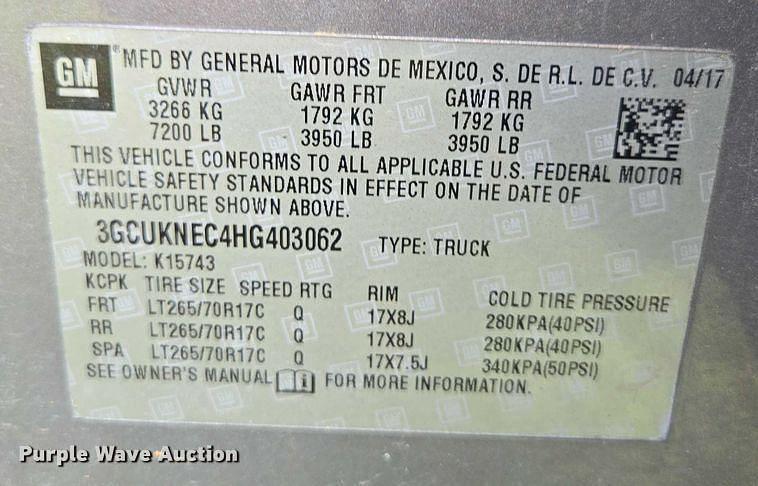 GM ® MFD BY GENERAL MOTORS DE MEXICO, S. DE R.L. DE C.V. 04/17
GVWR GAWR FRT GAWR RR
3266 KG 1792 KG 1792 KG
7200 LB 3950 LB 3950 LB
THIS VEHICLE CONFORMS TO ALL APPLICABLE U.S. FEDERAL MOTOR
VEHICLE SAFETY STANDARDS IN EFFECT ON THE DATE OF
MANUFACTURE SHOWN ABOVE.
3GCUKNEC4HG403062 TYPE: TRUCK
MODEL: K15743
KCPK TIRE SIZE SPEED RTG RIM COLD TIRE PRESSURE
FRT LT265/70R17C Q 17X8J 280KPA(40PSI)
RR LT265/70R17C Q 17X8J 280KPA(40PSI)
SPA LT265/70R17C Q 17X7.5J 340KPA(50PSI)
SEE OWNER'S MANUAL i FOR MORE INFORMATION.
Purple Wave Auction